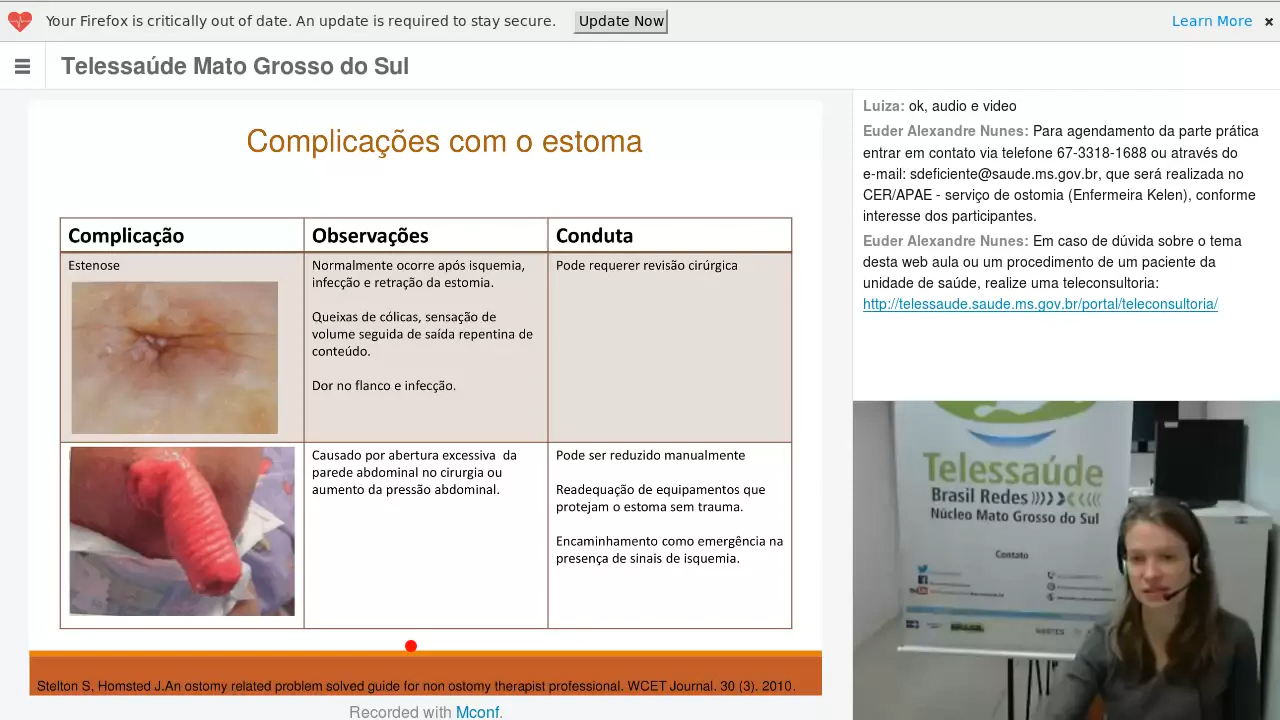 Your Firefox is critically out of date. An update is required to stay secure.
Update Now
Learn More
Telessaúde Mato Grosso do Sul
Complicações com o estoma
Complicação
Observações
Conduta
Estenose
Normalmente ocorre após isquemia,
infecção e retração da estomia.
Queixas de cólicas, sensação de
volume seguida de saída repentina de
conteúdo.
Dor no flanco e infecção.
Pode requerer revisão cirúrgica
Causado por abertura excessiva da
parede abdominal no cirurgia ou
aumento da pressão abdominal.
Pode ser reduzido manualmente
Readequação de equipamentos que
protejam o estoma sem trauma.
Encaminhamento como emergência na
presença de sinais de isquemia.
Stelton S, Homsted J.An ostomy related problem solved guide for non ostomy therapist professional. WCET Journal. 30 (3). 2010.
Recorded with Mconf.
Luiza: ok, audio e video
Euder Alexandre Nunes: Para agendamento da parte prática
entrar em contato via telefone 67-3318-1688 ou através do
e-mail: sdeficiente@saude.ms.gov.br, que será realizada no
CER/APAE - serviço de ostomia (Enfermeira Kelen), conforme
interesse dos participantes.
Euder Alexandre Nunes: Em caso de dúvida sobre o tema
desta web aula ou um procedimento de um paciente da
unidade de saúde, realize uma teleconsultoria:
http://telessaude.saude.ms.gov.br/portal/teleconsultoria/
Telessaúde
Brasil Redes
Núcleo Mato Grosso do Sul
Contato